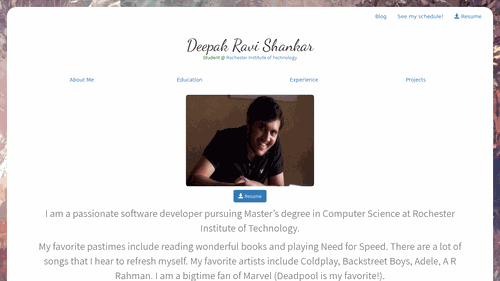 Blog See my schedule! Resume
Deepak Ravi Shankar
Student @ Rochester Institute of Technology
About Me Education Experience Projects
Resume
I am a passionate software developer pursuing Master's degree in Computer Science at Rochester
Institute of Technology.
My favorite pastimes include reading wonderful books and playing Need for Speed. There are a lot of
songs that I hear to refresh myself. My favorite artists include Coldplay, Backstreet Boys, Adele, A R
Rahman. I am a bigtime fan of Marvel (Deadpool is my favorite!).